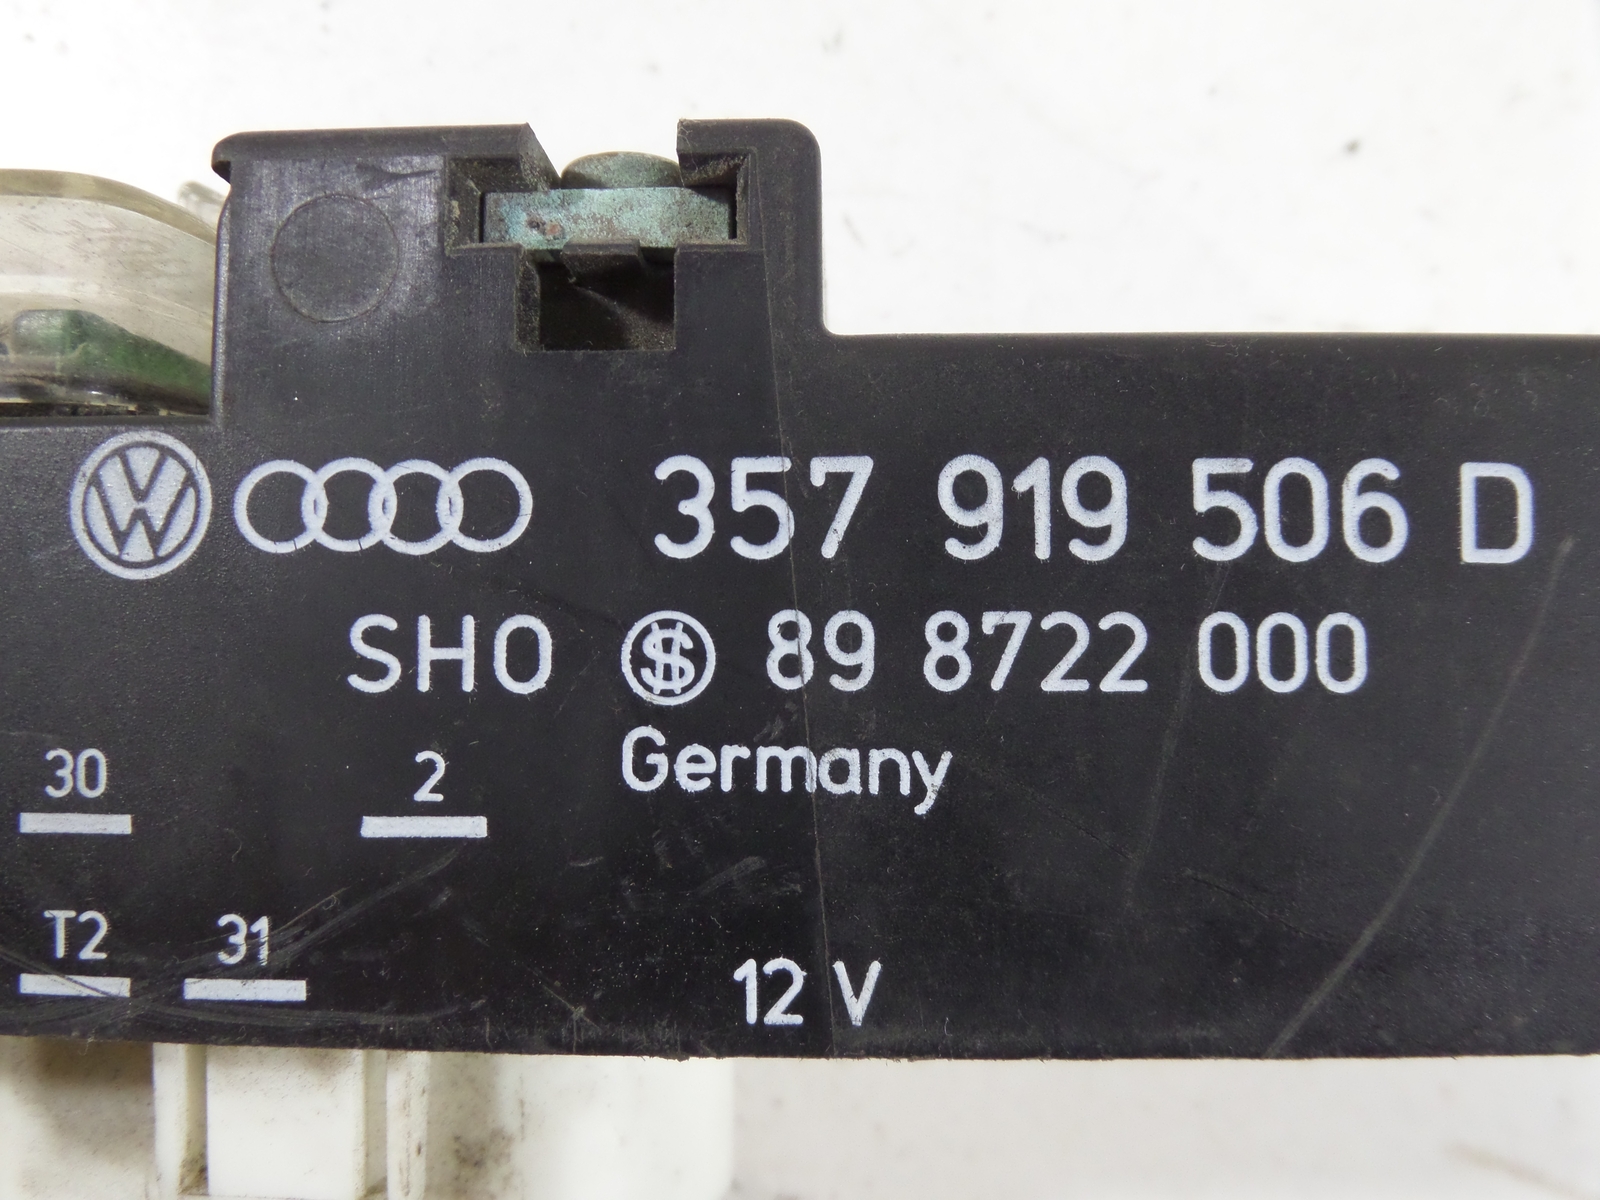 357 919 506 D
SHO 89 8722 000
Germany
30 2
T2 31
12 V